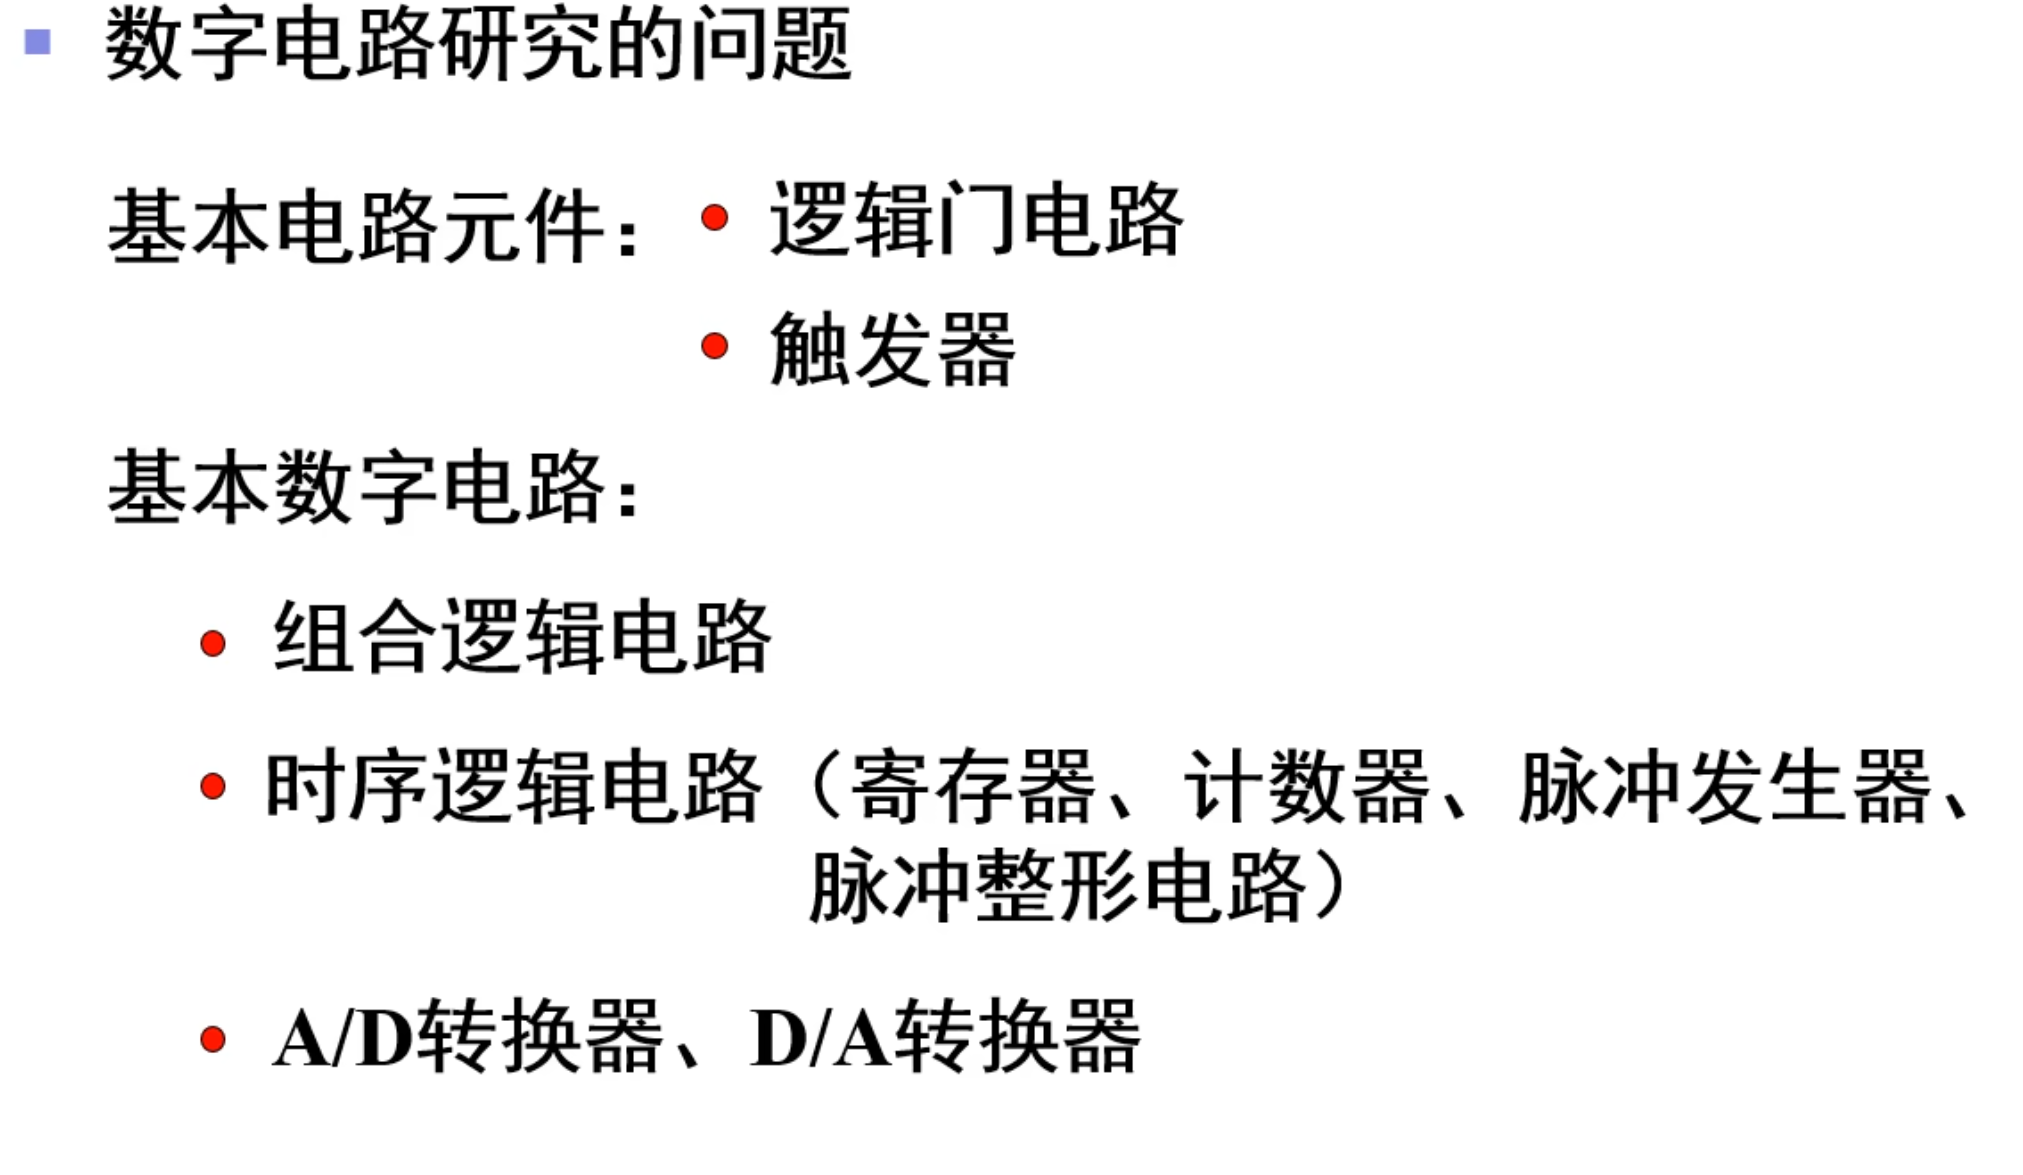 数字电路研究的问题
基本电路元件：• 逻辑门电路
• 触发器
基本数字电路：
• 组合逻辑电路
• 时序逻辑电路（寄存器、计数器、脉冲发生器、
脉冲整形电路）
• A/D转换器、D/A转换器